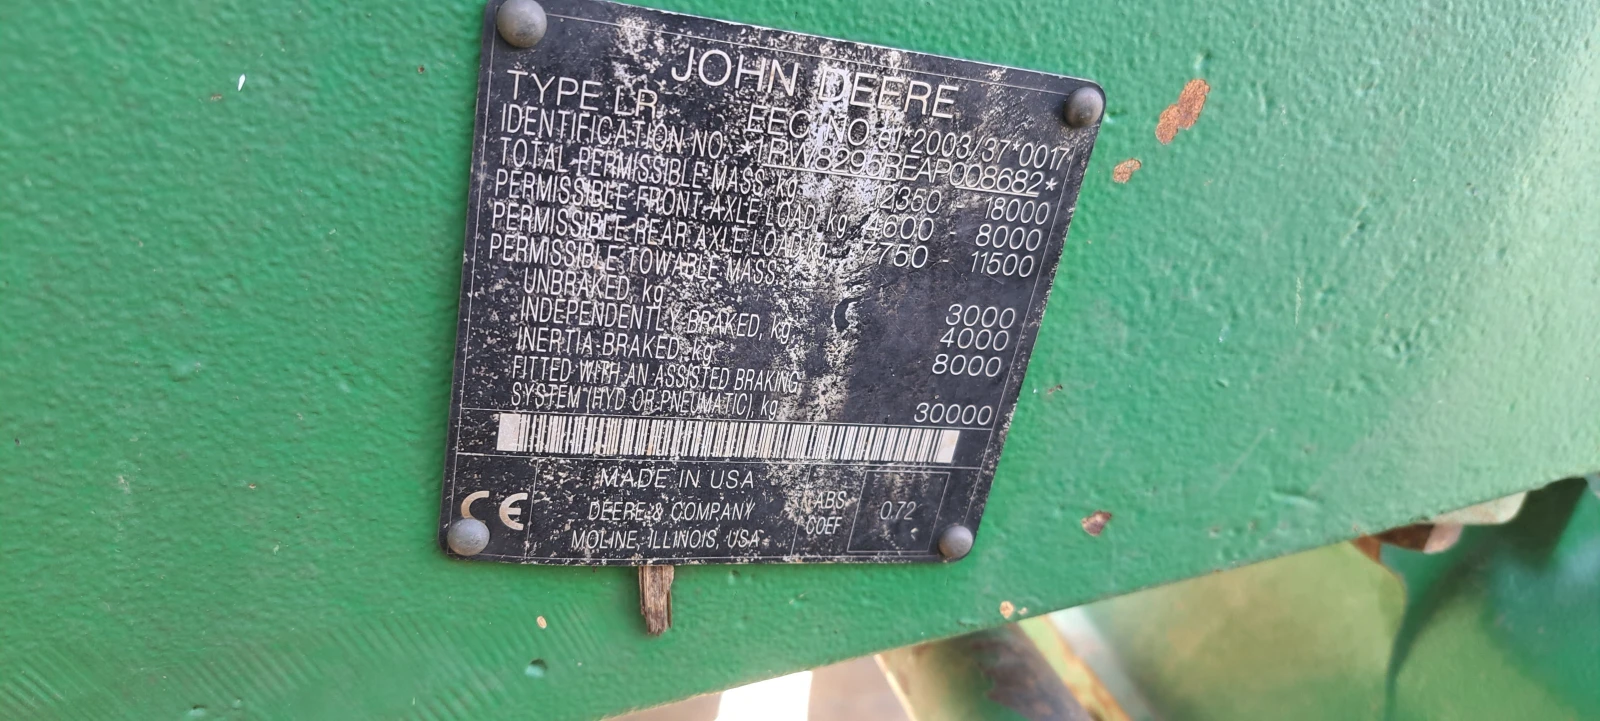 JOHN DEERE
TYPE LR EEC NO. e1*2003/37*0017
IDENTIFICATION NO. *1RW8295REAP008682*
TOTAL PERMISSIBLE MASS, kg 12350 18000
PERMISSIBLE FRONT AXLE LOAD, kg 4600 8000
PERMISSIBLE REAR AXLE LOAD, kg 7750 11500
PERMISSIBLE TOWABLE MASS:
UNBRAKED, kg 3000
INDEPENDENTLY BRAKED, kg 4000
INERTIA BRAKED, kg 8000
FITTED WITH AN ASSISTED BRAKING
SYSTEM (HYD OR PNEUMATIC), kg 30000
CE
MADE IN USA
DEERE & COMPANY
MOLINE, ILLINOIS, USA
ABS
COEF
0.72